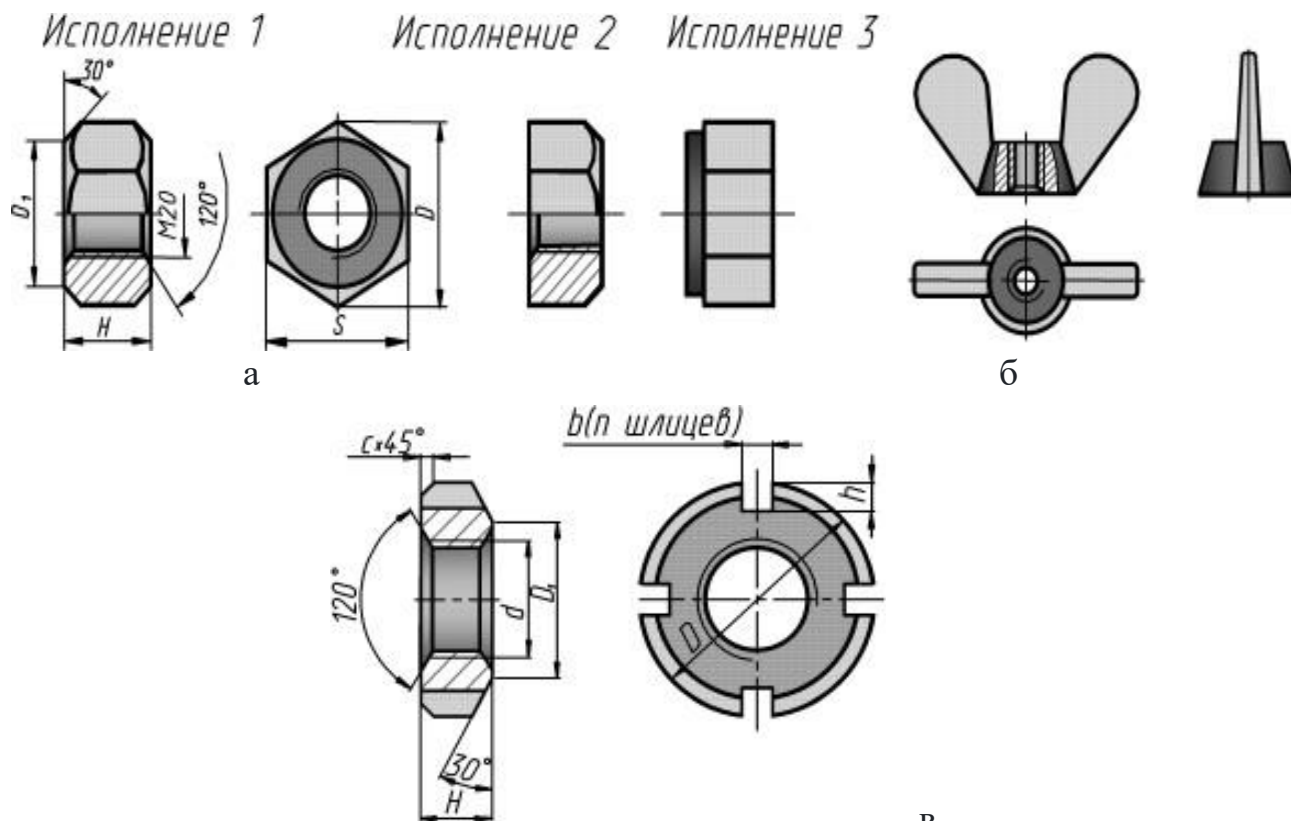 Исполнение 1 Исполнение 2 Исполнение 3
30°
D₁
M20
120°
D
H
S
а
б
b(п шлицев)
c×45°
h
120°
d
D₁
D
30°
H
в